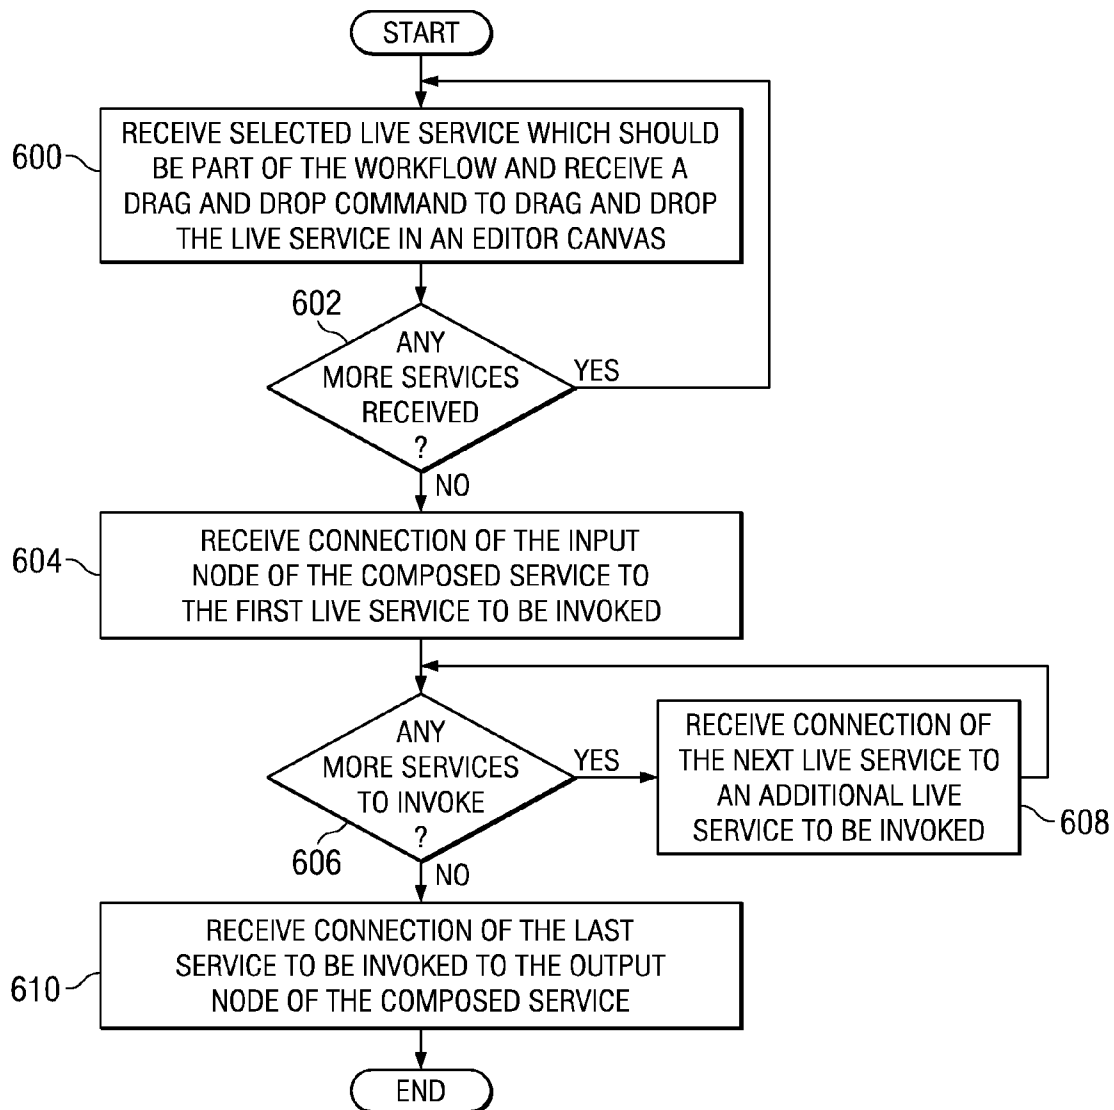 START
600
RECEIVE SELECTED LIVE SERVICE WHICH SHOULD
BE PART OF THE WORKFLOW AND RECEIVE A
DRAG AND DROP COMMAND TO DRAG AND DROP
THE LIVE SERVICE IN AN EDITOR CANVAS
602
ANY
MORE SERVICES
RECEIVED
?
YES
NO
604
RECEIVE CONNECTION OF THE INPUT
NODE OF THE COMPOSED SERVICE TO
THE FIRST LIVE SERVICE TO BE INVOKED
ANY
MORE SERVICES
TO INVOKE
?
606
YES
RECEIVE CONNECTION OF
THE NEXT LIVE SERVICE TO
AN ADDITIONAL LIVE
SERVICE TO BE INVOKED
608
NO
610
RECEIVE CONNECTION OF THE LAST
SERVICE TO BE INVOKED TO THE OUTPUT
NODE OF THE COMPOSED SERVICE
END